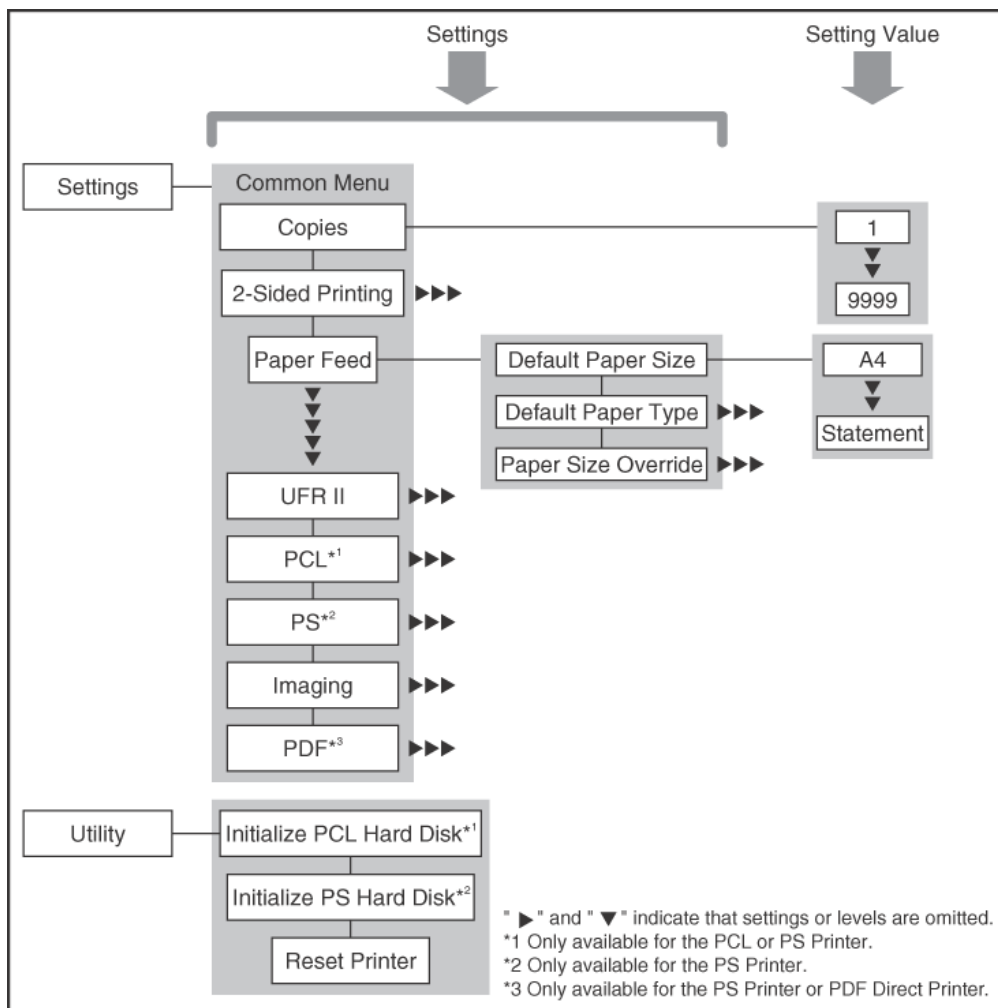 Settings
Setting Value
Settings
Common Menu
Copies
1
2-Sided Printing ▶▶▶
9999
Paper Feed
Default Paper Size
A4
Default Paper Type ▶▶▶
Statement
Paper Size Override ▶▶▶
UFR II ▶▶▶
PCL*1 ▶▶▶
PS*2 ▶▶▶
Imaging ▶▶▶
PDF*3 ▶▶▶
Utility
Initialize PCL Hard Disk*1
Initialize PS Hard Disk*2
Reset Printer
" ▶" and " ▼" indicate that settings or levels are omitted.
*1 Only available for the PCL or PS Printer.
*2 Only available for the PS Printer.
*3 Only available for the PS Printer or PDF Direct Printer.